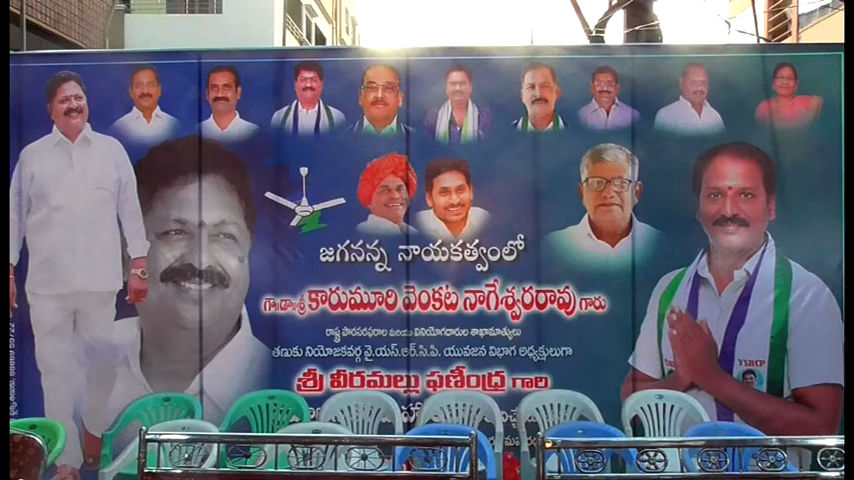 జగనన్న నాయకత్వంలో
గౌ||డా||శ్రీ కారుమూరి వెంకట నాగేశ్వరరావు గారు
రాష్ట్ర పౌరసరఫరాల మరియు వినియోగదారుల శాఖామాత్యులు
తణుకు నియోజకవర్గ వై.యస్.ఆర్.సి.పి. యువజన విభాగ అధ్యక్షులుగా
శ్రీ వీరమల్లు ఫణీంద్ర గారి
YSRCP